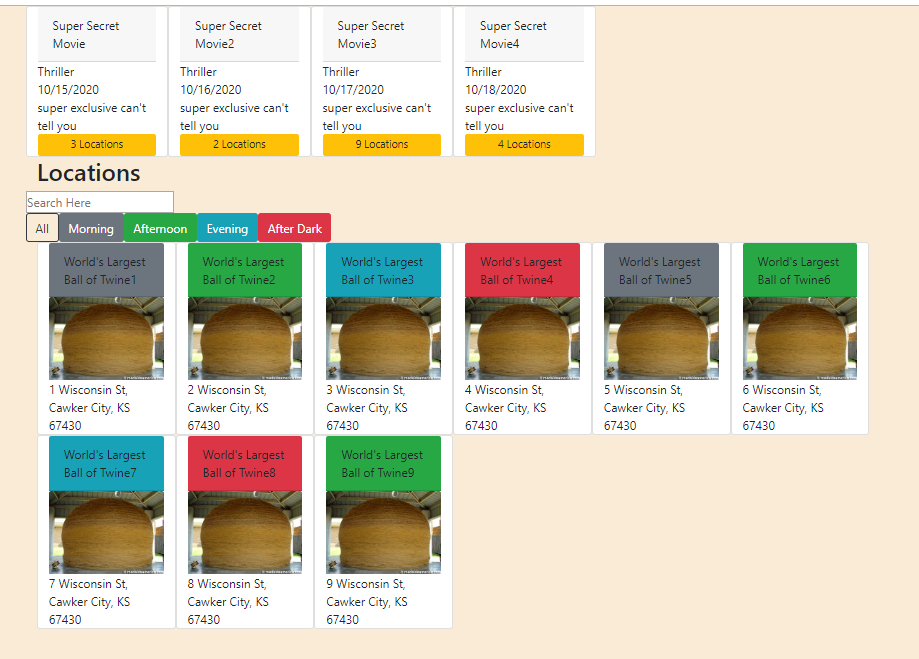 Super Secret
Movie
Thriller
10/15/2020
super exclusive can't
tell you
3 Locations
Super Secret
Movie2
Thriller
10/16/2020
super exclusive can't
tell you
2 Locations
Super Secret
Movie3
Thriller
10/17/2020
super exclusive can't
tell you
9 Locations
Super Secret
Movie4
Thriller
10/18/2020
super exclusive can't
tell you
4 Locations
Locations
Search Here
All Morning Afternoon Evening After Dark
World's Largest
Ball of Twine1
1 Wisconsin St,
Cawker City, KS
67430
World's Largest
Ball of Twine2
2 Wisconsin St,
Cawker City, KS
67430
World's Largest
Ball of Twine3
3 Wisconsin St,
Cawker City, KS
67430
World's Largest
Ball of Twine4
4 Wisconsin St,
Cawker City, KS
67430
World's Largest
Ball of Twine5
5 Wisconsin St,
Cawker City, KS
67430
World's Largest
Ball of Twine6
6 Wisconsin St,
Cawker City, KS
67430
World's Largest
Ball of Twine7
7 Wisconsin St,
Cawker City, KS
67430
World's Largest
Ball of Twine8
8 Wisconsin St,
Cawker City, KS
67430
World's Largest
Ball of Twine9
9 Wisconsin St,
Cawker City, KS
67430